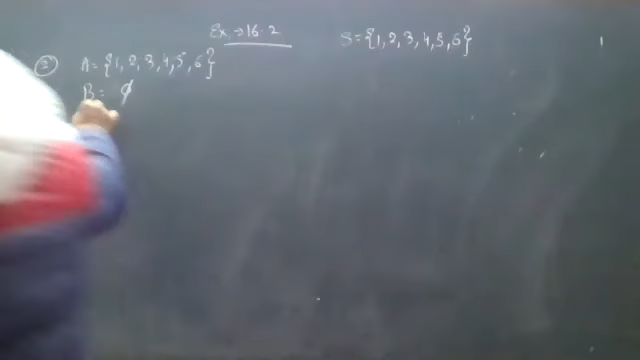 Ex → 16.2
S = {1, 2, 3, 4, 5, 6}
② A = {1, 2, 3, 4, 5, 6}
B = ϕ